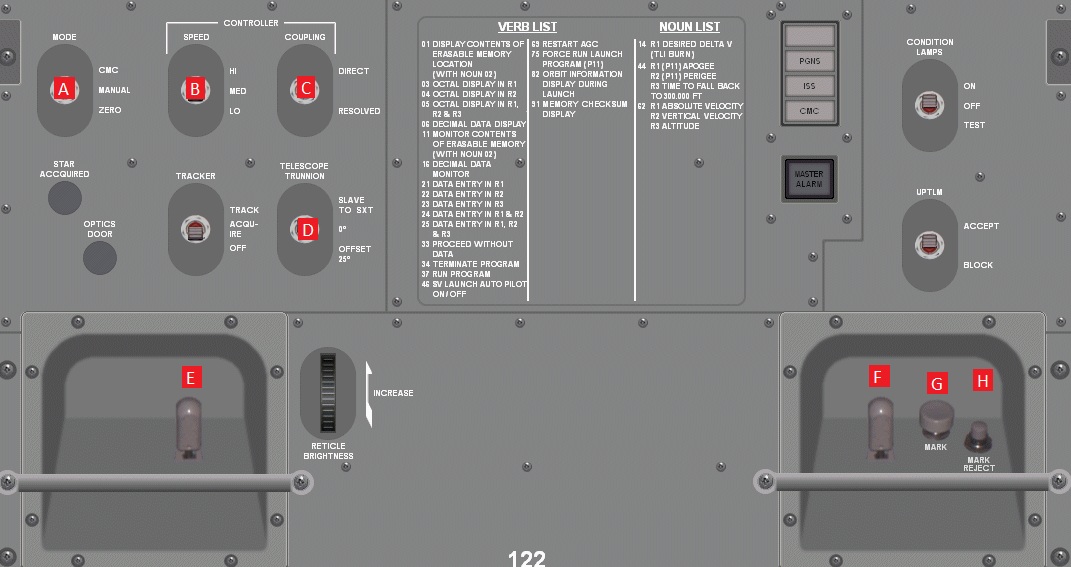 CONTROLLER
MODE
SPEED
COUPLING
A
B
C
CMC
MANUAL
ZERO
HI
MED
LO
DIRECT
RESOLVED
STAR
ACCQUIRED
OPTICS
DOOR
TRACKER
TRACK
ACQU-
IRE
OFF
TELESCOPE
TRUNNION
D
SLAVE
TO SXT
0°
OFFSET
25°
VERB LIST
01 DISPLAY CONTENTS OF
ERASABLE MEMORY
LOCATION
(WITH NOUN 02)
03 OCTAL DISPLAY IN R1
04 OCTAL DISPLAY IN R2
05 OCTAL DISPLAY IN R1,
R2 & R3
06 DECIMAL DATA DISPLAY
11 MONITOR CONTENTS
OF ERASABLE MEMORY
(WITH NOUN 02)
16 DECIMAL DATA
MONITOR
21 DATA ENTRY IN R1
22 DATA ENTRY IN R2
23 DATA ENTRY IN R3
24 DATA ENTRY IN R1 & R2
25 DATA ENTRY IN R1, R2
& R3
33 PROCEED WITHOUT
DATA
34 TERMINATE PROGRAM
37 RUN PROGRAM
46 SV LAUNCH AUTO PILOT
ON/OFF
69 RESTART AGC
75 FORCE RUN LAUNCH
PROGRAM (P11)
82 ORBIT INFORMATION
DISPLAY DURING
LAUNCH
91 MEMORY CHECKSUM
DISPLAY
NOUN LIST
14 R1 DESIRED DELTA V
(TLI BURN)
44 R1 (P11) APOGEE
R2 (P11) PERIGEE
R3 TIME TO FALL BACK
TO 300,000 FT
62 R1 ABSOLUTE VELOCITY
R2 VERTICAL VELOCITY
R3 ALTITUDE
PGNS
ISS
CMC
MASTER
ALARM
CONDITION
LAMPS
ON
OFF
TEST
UPTLM
ACCEPT
BLOCK
E
INCREASE
RETICLE
BRIGHTNESS
F
G
H
MARK
MARK
REJECT
122